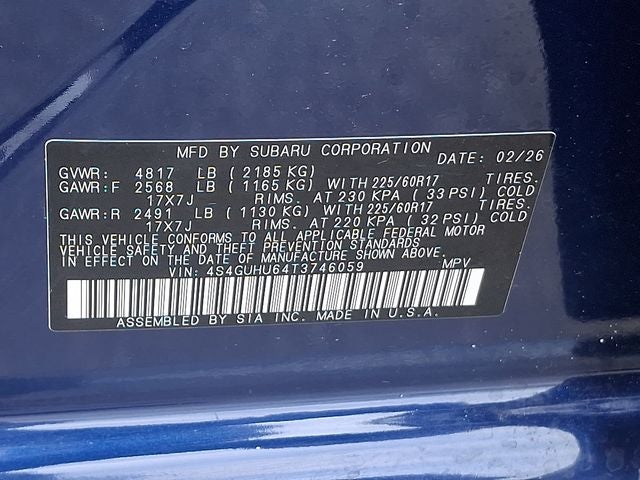 MFD BY SUBARU CORPORATION DATE: 02/26
GVWR: 4817 LB (2185 KG)
GAWR:F 2568 LB (1165 KG) WITH 225/60R17 TIRES.
17X7J RIMS. AT 230 KPA (33 PSI) COLD
GAWR:R 2491 LB (1130 KG) WITH 225/60R17 TIRES.
17X7J RIMS. AT 220 KPA (32 PSI) COLD
THIS VEHICLE CONFORMS TO ALL APPLICABLE FEDERAL MOTOR
VEHICLE SAFETY AND THEFT PREVENTION STANDARDS
IN EFFECT ON THE DATE OF MANUFACTURE SHOWN ABOVE.
VIN: 4S4GUHU64T3746059 MPV
ASSEMBLED BY SIA INC. MADE IN U.S.A.